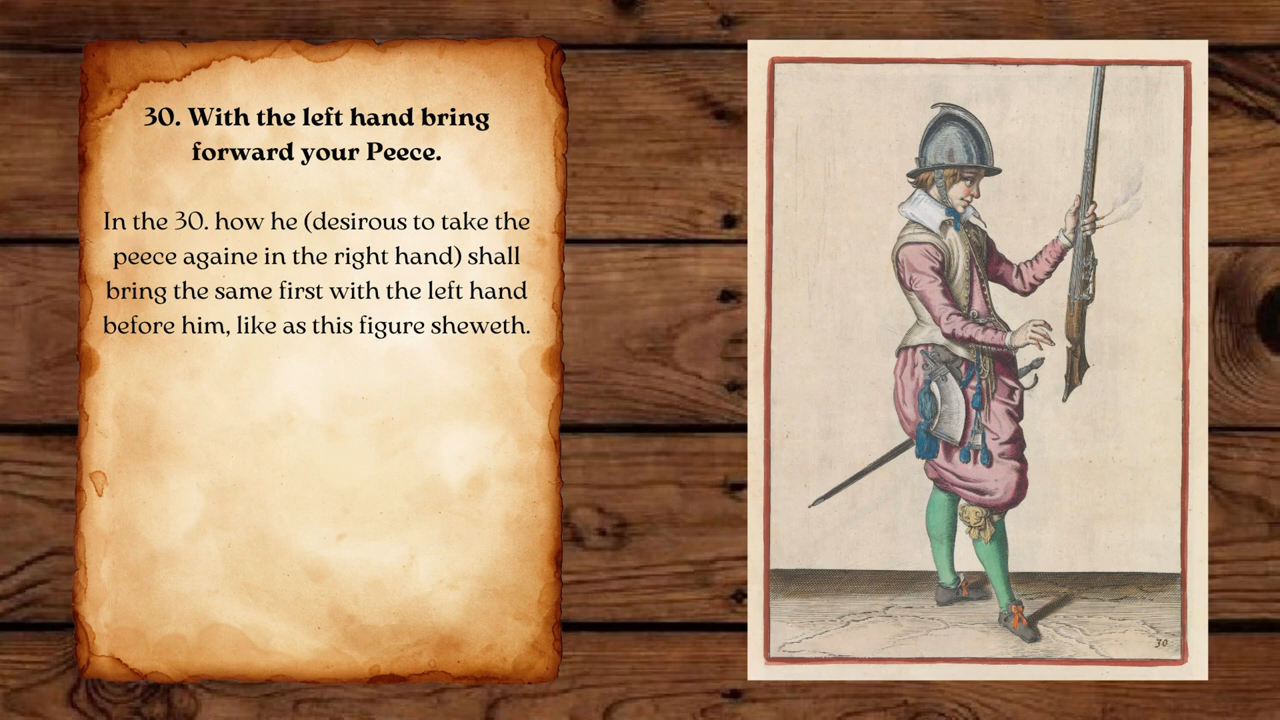 30. With the left hand bring
forward your Peece.
In the 30. how he (desirous to take the
peece againe in the right hand) shall
bring the same first with the left hand
before him, like as this figure sheweth.
30